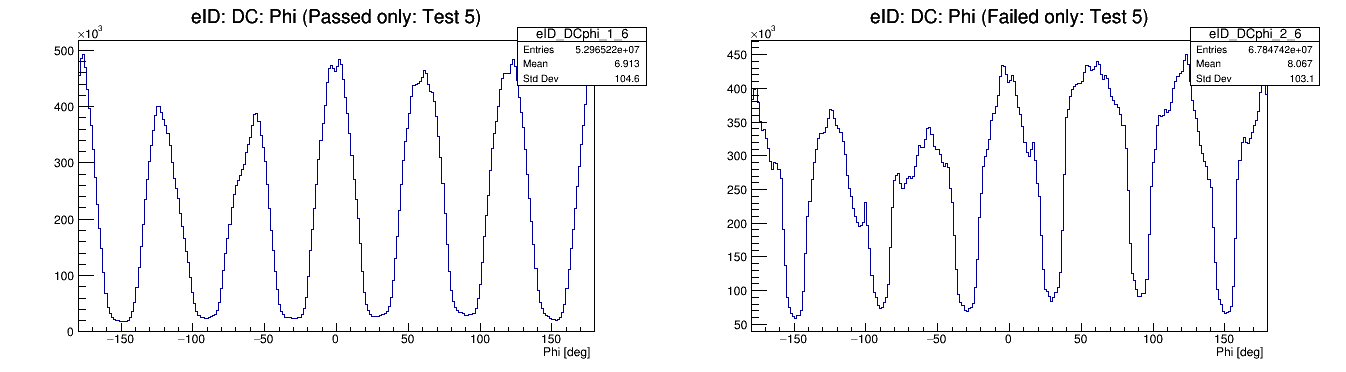 eID: DC: Phi (Passed only: Test 5)
×10³
eID_DCphi_1_6
Entries 5.296522e+07
Mean 6.913
Std Dev 104.6
500
400
300
200
100
0
−150 −100 −50 0 50 100 150
Phi [deg]
eID: DC: Phi (Failed only: Test 5)
×10³
eID_DCphi_2_6
Entries 6.784742e+07
Mean 8.067
Std Dev 103.1
450
400
350
300
250
200
150
100
50
−150 −100 −50 0 50 100 150
Phi [deg]